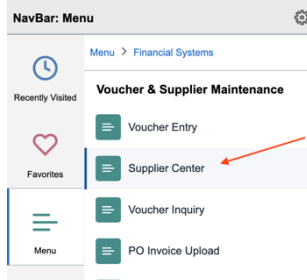 NavBar: Menu
Menu > Financial Systems
Recently Visited
Voucher & Supplier Maintenance
Voucher Entry
Favorites
Supplier Center
Voucher Inquiry
Menu
PO Invoice Upload